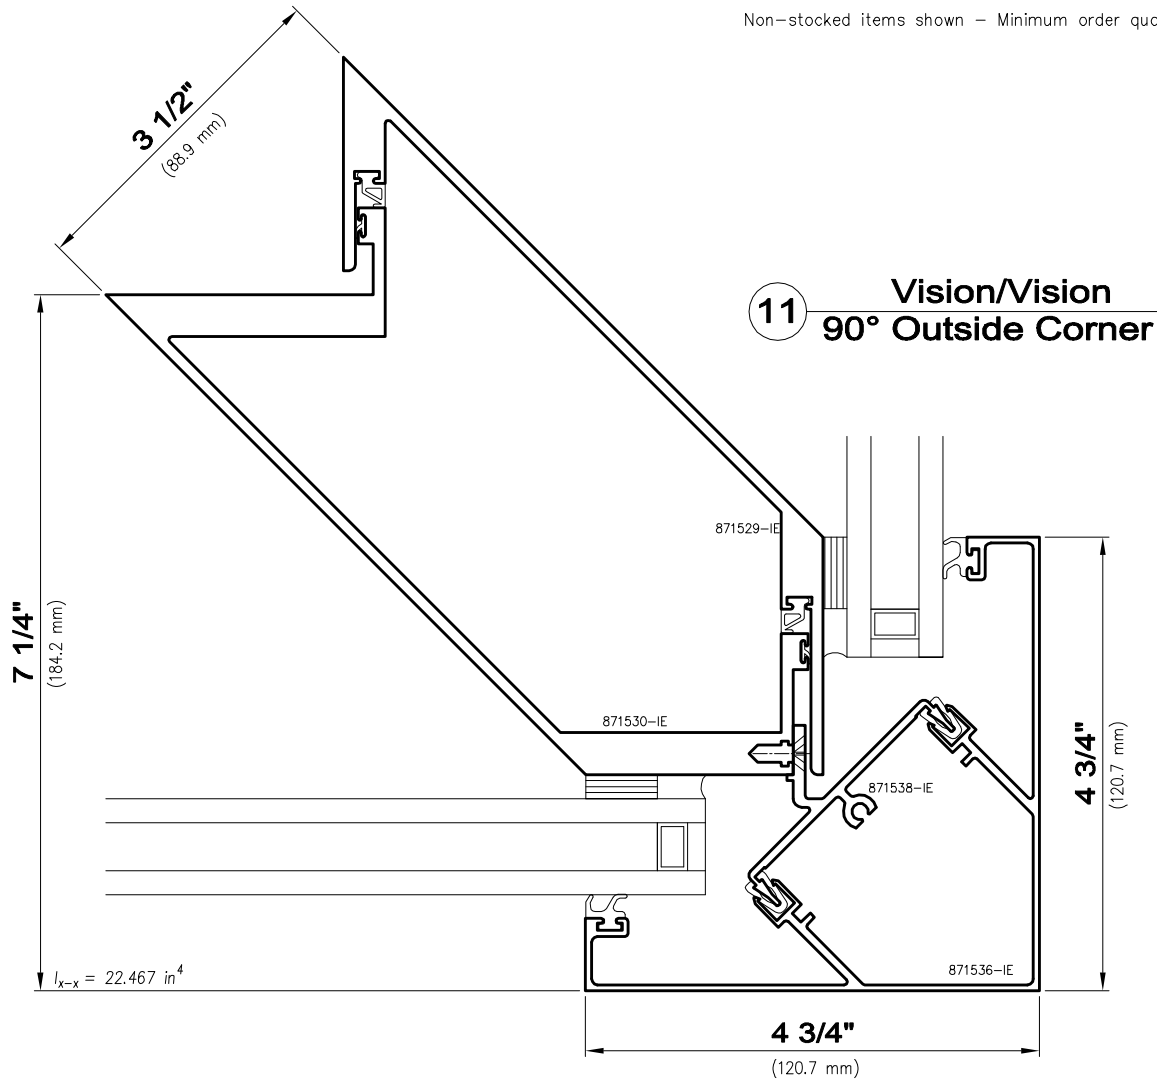 Non-stocked items shown – Minimum order
3 1/2"
(88.9 mm)
11
Vision/Vision
90° Outside Corner
871529-IE
7 1/4"
(184.2 mm)
871530-IE
4 3/4"
(120.7 mm)
871538-IE
871536-IE
Ix-x = 22.467 in⁴
4 3/4"
(120.7 mm)